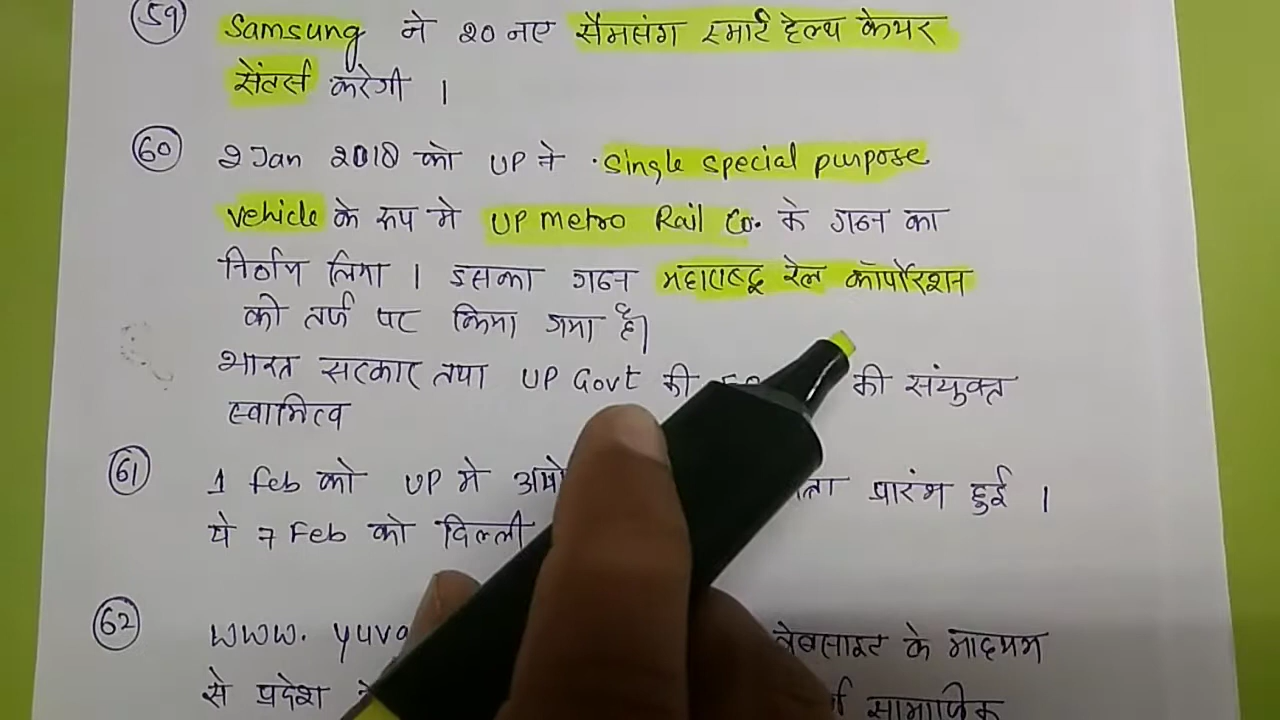 59 Samsung ने 20 नए सैमसंग स्मार्ट हेल्थ केयर
सेंटर्स करेगी ।
60 2 Jan 2018 को UP ने Single special purpose
vehicle के रूप मे UP Metro Rail Co. के गठन का
निर्णय लिया । इसका गठन महाराष्ट्र रेल कॉर्पोरेशन
की तर्ज पर किया गया है।
भारत सरकार तथा UP Govt की की संयुक्त
स्वामित्व
61 1 Feb को UP मे प्रारंभ हुई ।
ये 7 Feb को दिल्ली
62 www. yuva वेबसाइट के माध्यम
से प्रदेश सामाजिक